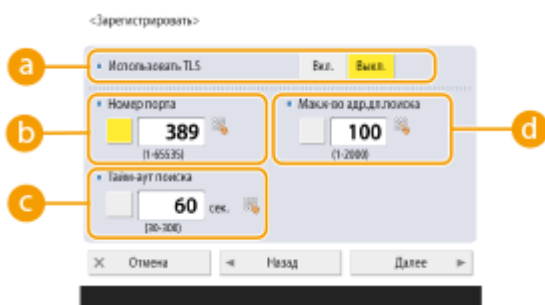 <Зарегистрировать>
a
Использовать TLS Вкл. Выкл.
b
Номер порта
389
(1-65535)
Макс-во адр.дл.поиска
100
(1-2000)
d
c
Тайм-аут поиска
60 сек.
(30-300)
× Отмена ◄ Назад Далее ►